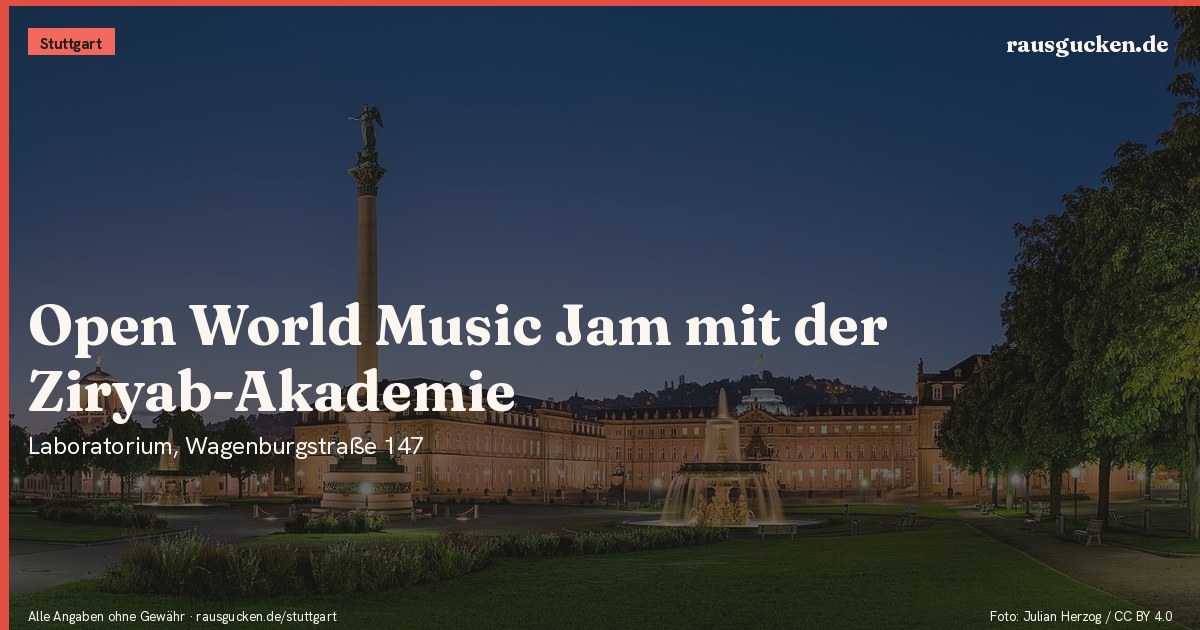 Stuttgart
rausgucken.de
Open World Music Jam mit der
Ziryab-Akademie
Laboratorium, Wagenburgstraße 147
Alle Angaben ohne Gewähr · rausgucken.de/stuttgart
Foto: Julian Herzog / CC BY 4.0